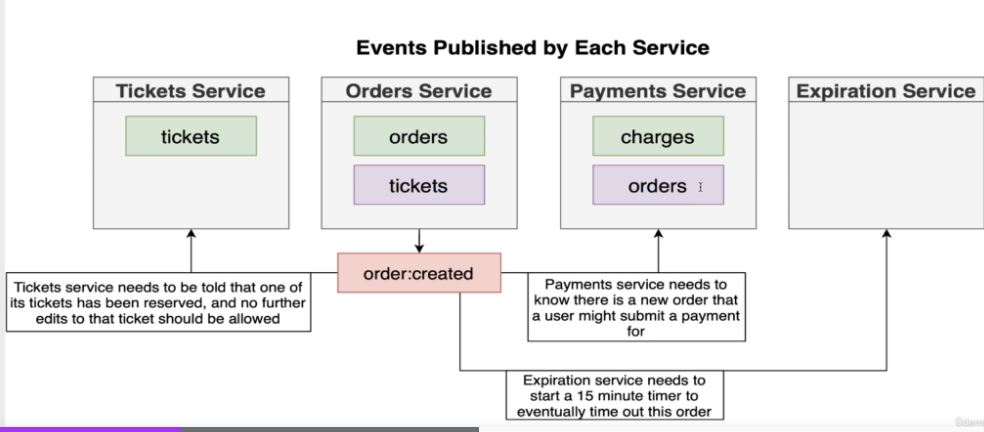 Events Published by Each Service
Tickets Service
Orders Service
Payments Service
Expiration Service
tickets
orders
charges
tickets
orders
order:created
Tickets service needs to be told that one of
its tickets has been reserved, and no further
edits to that ticket should be allowed
Payments service needs to
know there is a new order that
a user might submit a payment
for
Expiration service needs to
start a 15 minute timer to
eventually time out this order